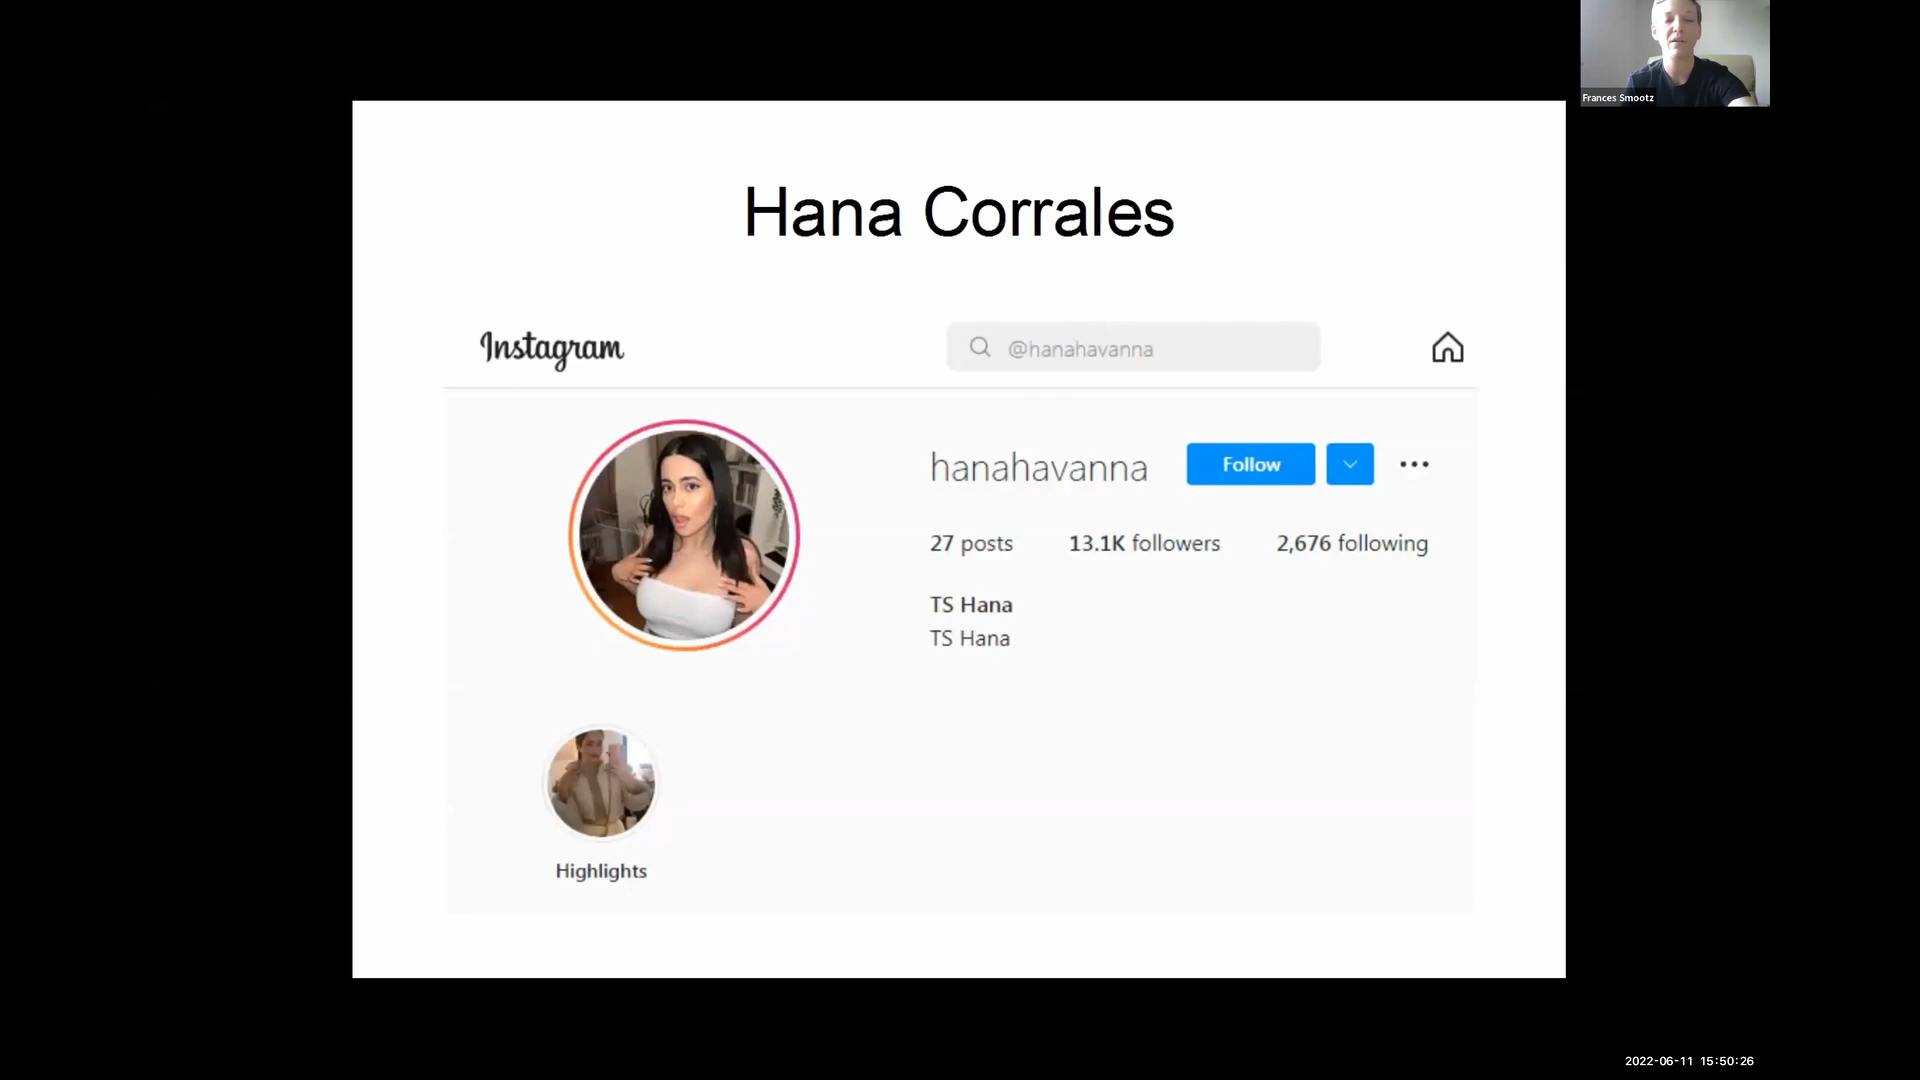 Frances Smootz
Hana Corrales
Instagram
@hanahavanna
hanahavanna
Follow
27 posts 13.1K followers 2,676 following
TS Hana
TS Hana
Highlights
2022-06-11 15:50:26